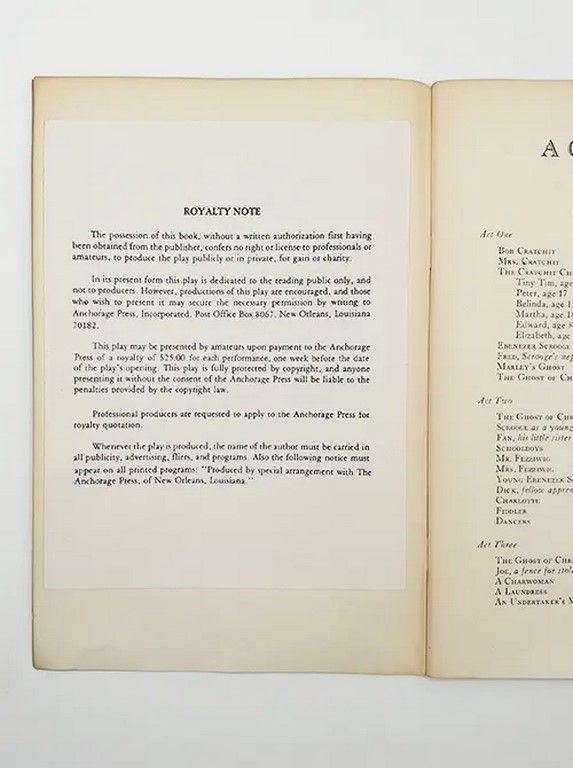 ROYALTY NOTE
The possession of this book, without a written authorization first having
been obtained from the publisher, confers no right or license to professionals or
amateurs, to produce the play publicly or in private, for gain or charity.
In its present form this play is dedicated to the reading public only, and
not to producers. However, productions of this play are encouraged, and those
who wish to present it may secure the necessary permission by writing to
Anchorage Press, Incorporated, Post Office Box 8067, New Orleans, Louisiana
70182.
This play may be presented by amateurs upon payment to the Anchorage
Press of a royalty of $25.00 for each performance, one week before the date
of the play's opening. This play is fully protected by copyright, and anyone
presenting it without the consent of the Anchorage Press will be liable to the
penalties provided by the copyright law.
Professional producers are requested to apply to the Anchorage Press for
royalty quotation.
Whenever the play is produced, the name of the author must be carried in
all publicity, advertising, fliers, and programs. Also the following notice must
appear on all printed programs: "Produced by special arrangement with The
Anchorage Press, of New Orleans, Louisiana."
A
Act One
BOB CRATCHIT
MRS. CRATCHIT
THE CRATCHIT
Tiny Tim, age
Peter, age 17
Belinda, age
Martha, age
Edward, age
Elizabeth, age
EBENEZER SCROOGE
FRED, Scrooge's
MARLEY'S GHOST
THE GHOST OF
Act Two
THE GHOST OF
SCROOGE as a young
FAN, his little sister
SCHOOLBOYS
MR. FEZZIWIG
MRS. FEZZIWIG
YOUNG EBENEZER
DICK, fellow
CHARLOTTE
FIDDLER
DANCERS
Act Three
THE GHOST OF
JOE, a fence for
A CHARWOMAN
A LAUNDRESS
AN UNDERTAKER'S